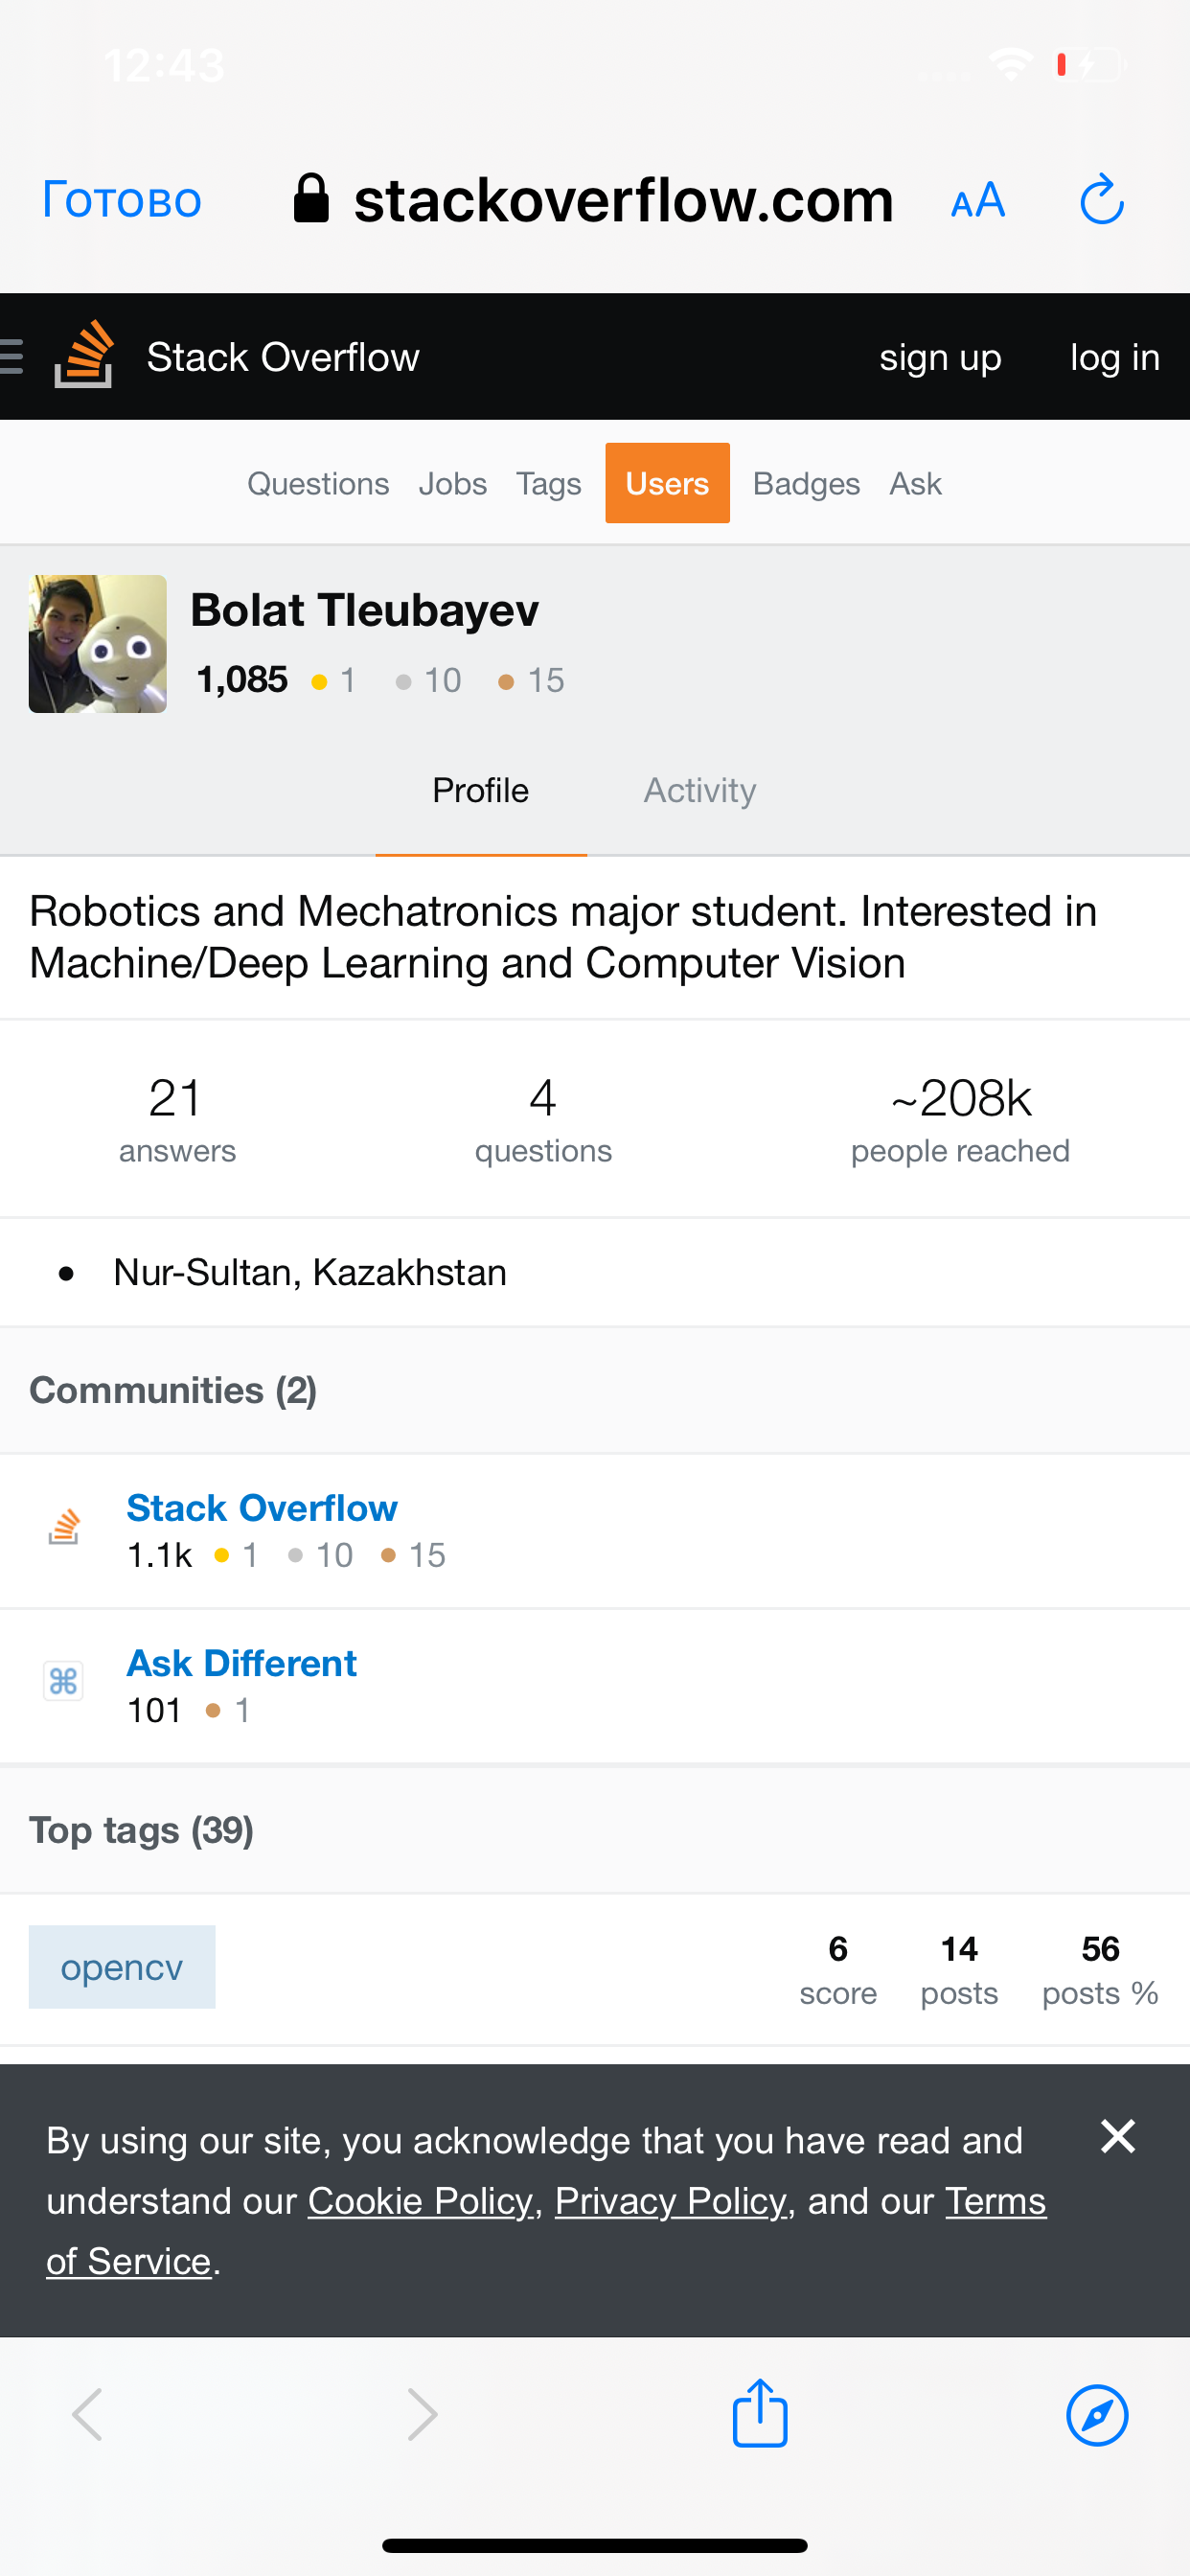 12:43
Готово stackoverflow.com AA
Stack Overflow sign up log in
Questions Jobs Tags Users Badges Ask
Bolat Tleubayev
1,085 1 10 15
Profile Activity
Robotics and Mechatronics major student. Interested in
Machine/Deep Learning and Computer Vision
21 4 ~208k
answers questions people reached
• Nur-Sultan, Kazakhstan
Communities (2)
Stack Overflow
1.1k 1 10 15
Ask Different
101 1
Top tags (39)
opencv
6 14 56
score posts posts %
By using our site, you acknowledge that you have read and
understand our Cookie Policy, Privacy Policy, and our Terms
of Service.